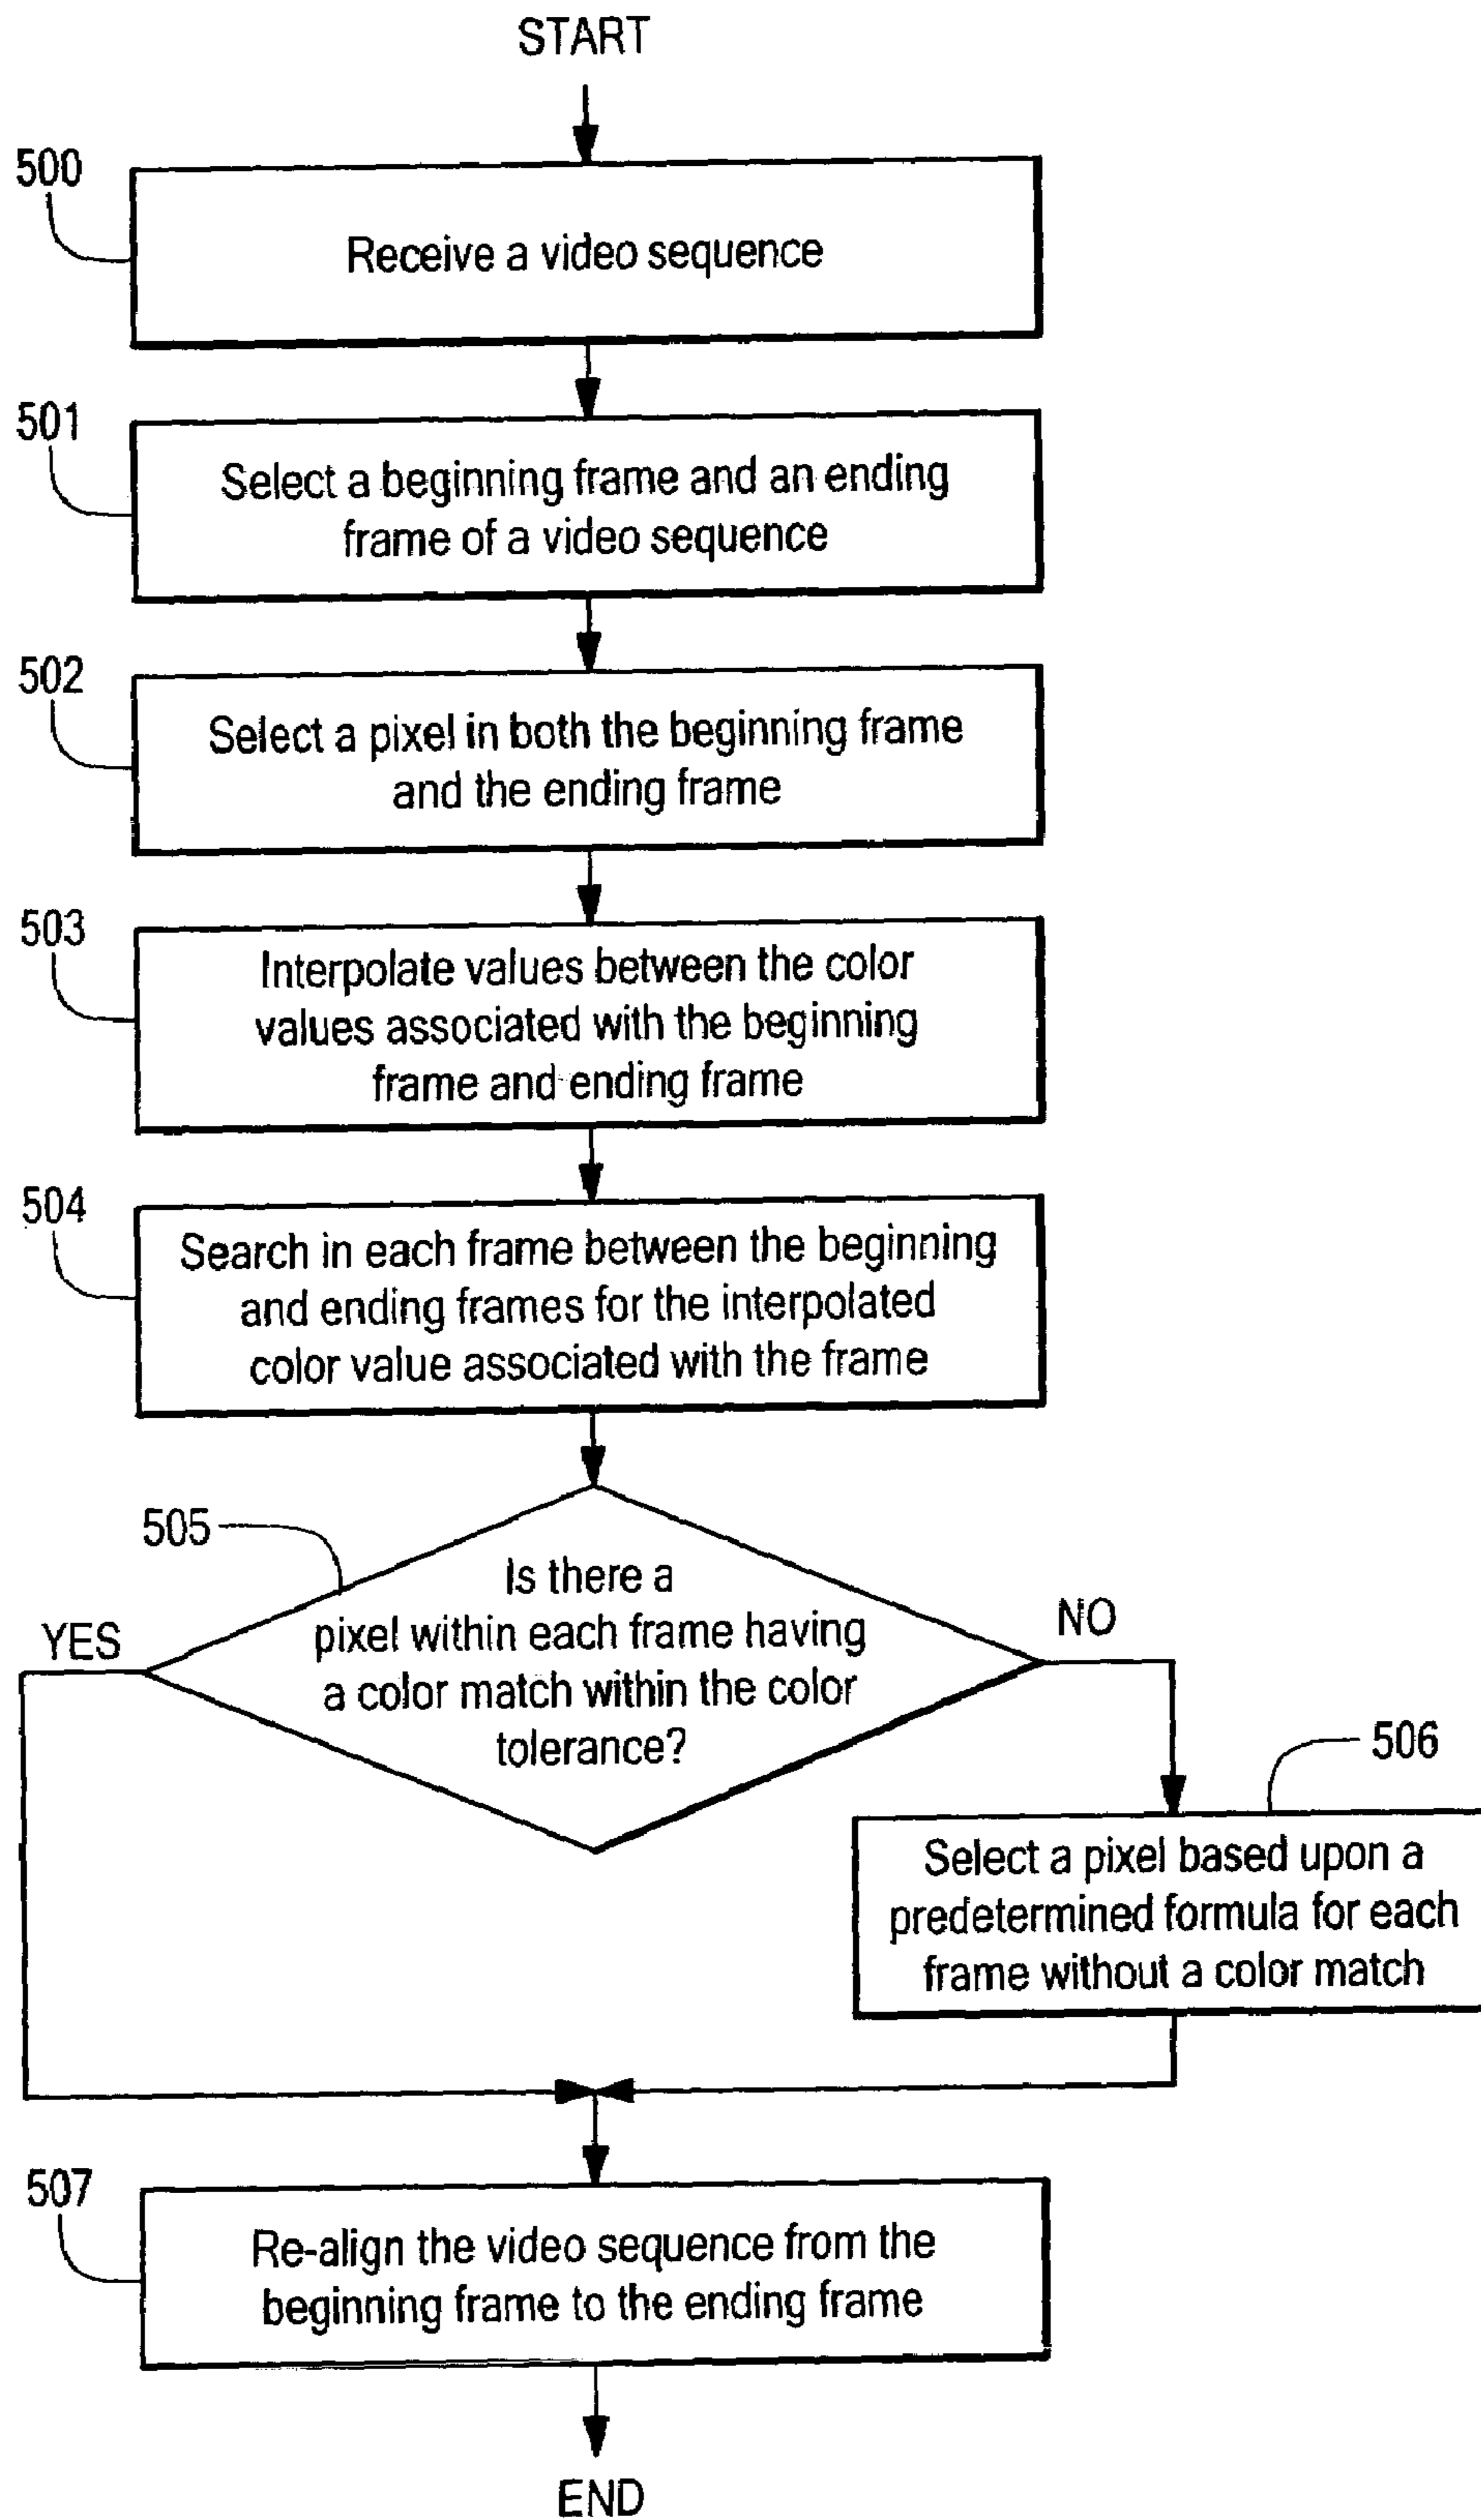 START
500
Receive a video sequence
501
Select a beginning frame and an ending
frame of a video sequence
502
Select a pixel in both the beginning frame
and the ending frame
503
Interpolate values between the color
values associated with the beginning
frame and ending frame
504
Search in each frame between the beginning
and ending frames for the interpolated
color value associated with the frame
505
Is there a
pixel within each frame having
a color match within the color
tolerance?
YES
NO
506
Select a pixel based upon a
predetermined formula for each
frame without a color match
507
Re-align the video sequence from the
beginning frame to the ending frame
END